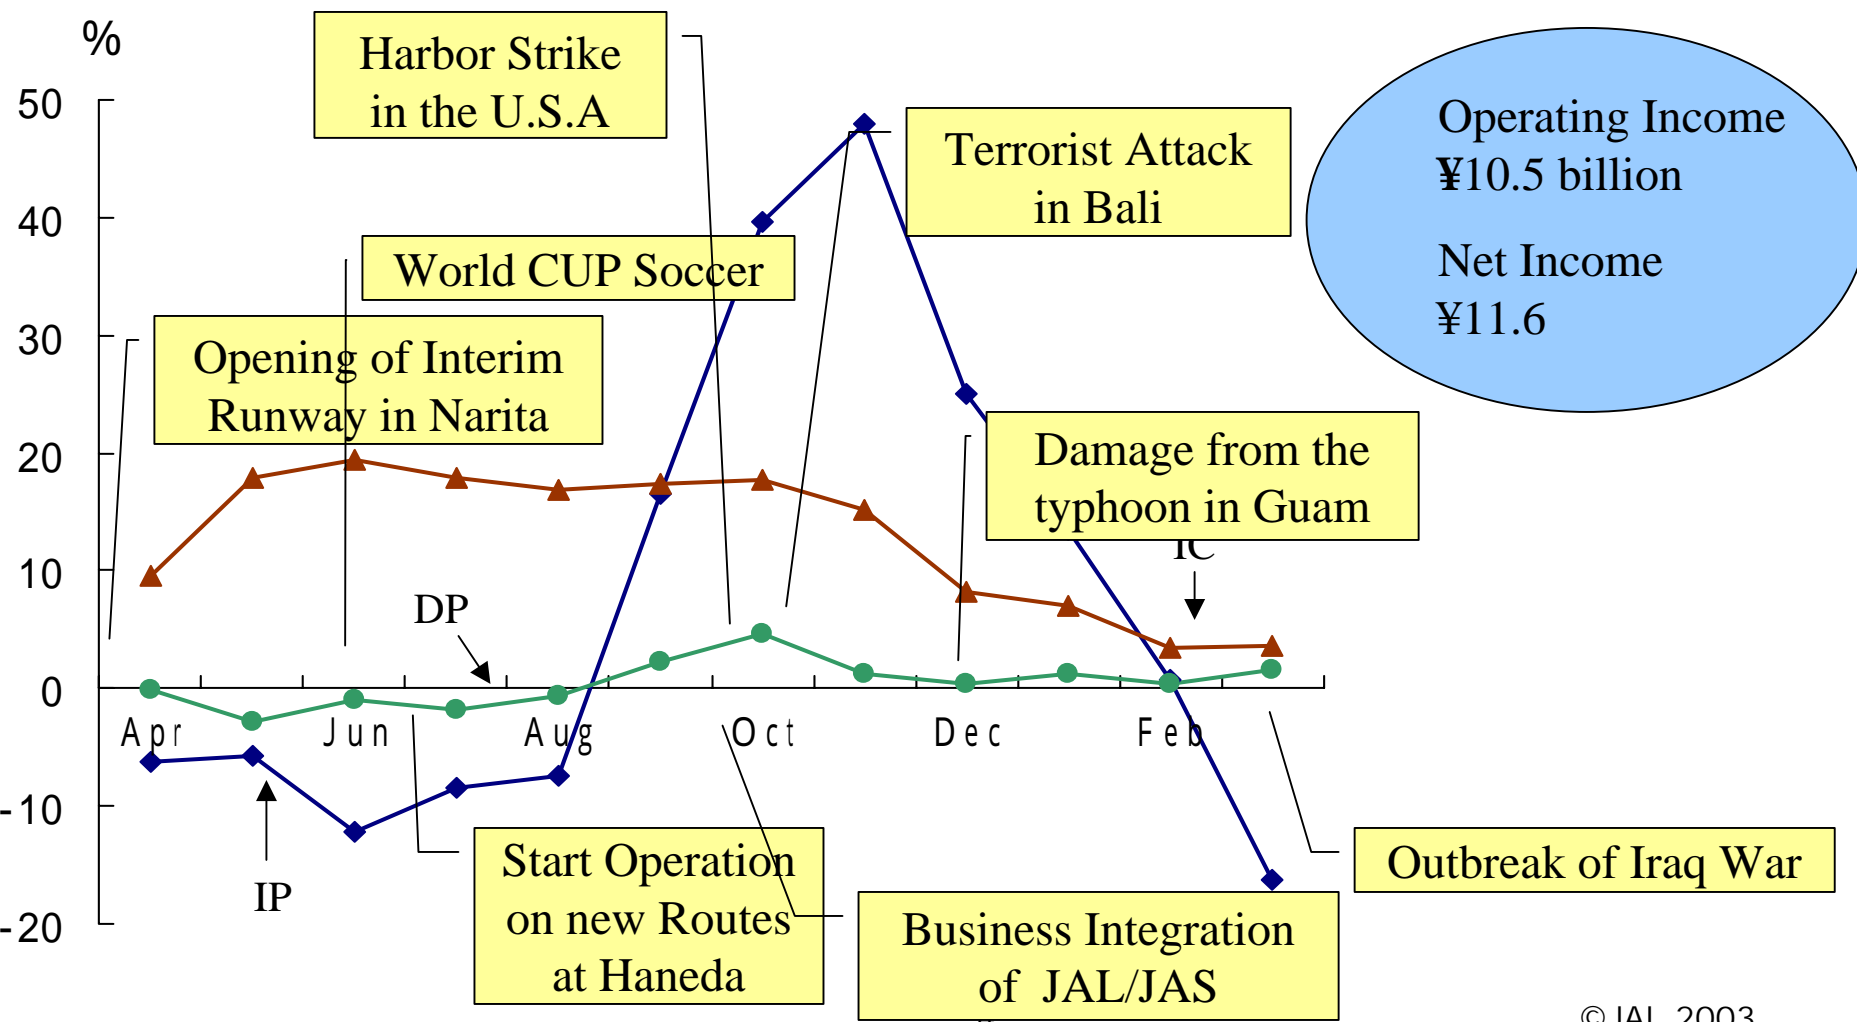 %
50
40
30
20
10
0
-10
-20
Harbor Strike
in the U.S.A
Terrorist Attack
in Bali
Operating Income
¥10.5 billion
Net Income
¥11.6
World CUP Soccer
Opening of Interim
Runway in Narita
Damage from the
typhoon in Guam
IC
DP
Apr Jun Aug Oct Dec Feb
IP
Start Operation
on new Routes
at Haneda
Business Integration
of JAL/JAS
Outbreak of Iraq War
© JAL 2003